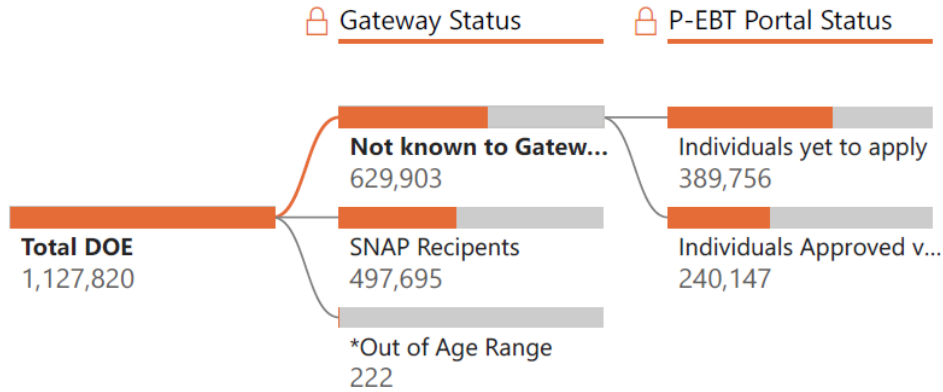 Gateway Status
P-EBT Portal Status
Total DOE
1,127,820
Not known to Gatew...
629,903
SNAP Recipents
497,695
*Out of Age Range
222
Individuals yet to apply
389,756
Individuals Approved v...
240,147